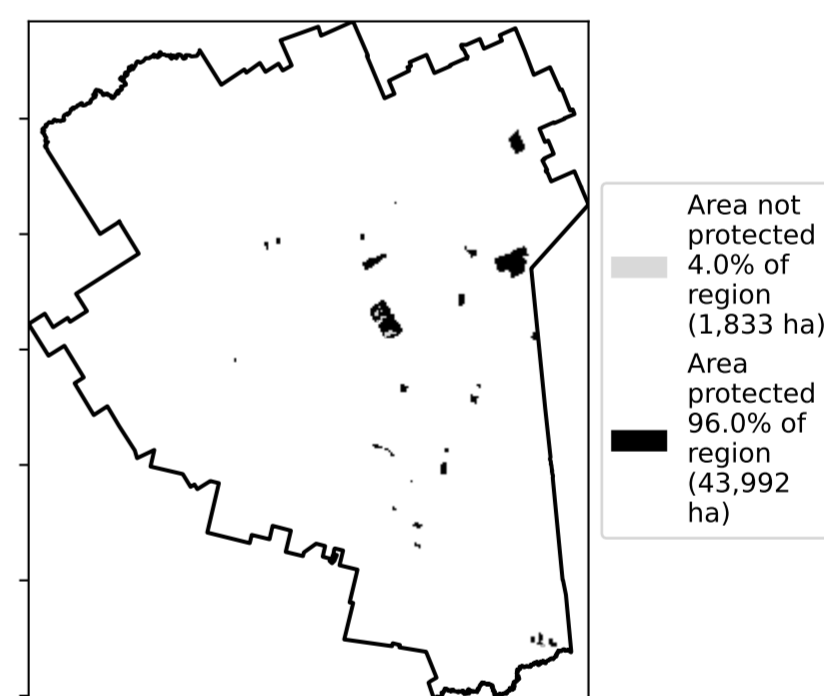 Area not
protected
4.0% of
region
(1,833 ha)
Area
protected
96.0% of
region
(43,992
ha)